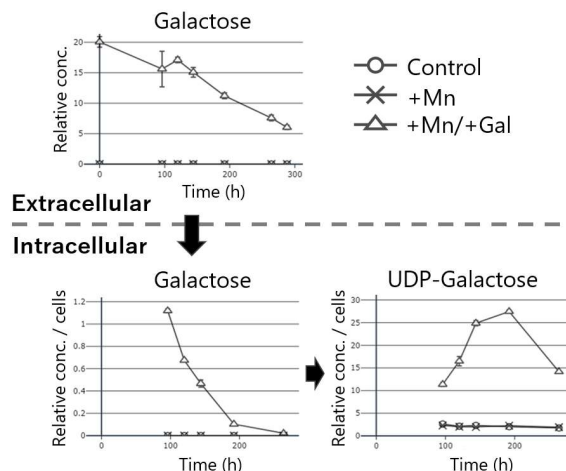 Galactose
Relative conc.
20
15
10
5
0
0 100 200 300
Time (h)
Control
+Mn
+Mn/+Gal
Extracellular
Intracellular
Galactose
Relative conc. / cells
1.2
1
0.8
0.6
0.4
0.2
0
0 100 200
Time (h)
UDP-Galactose
Relative conc. / cells
30
25
20
15
10
5
0
0 100 200
Time (h)